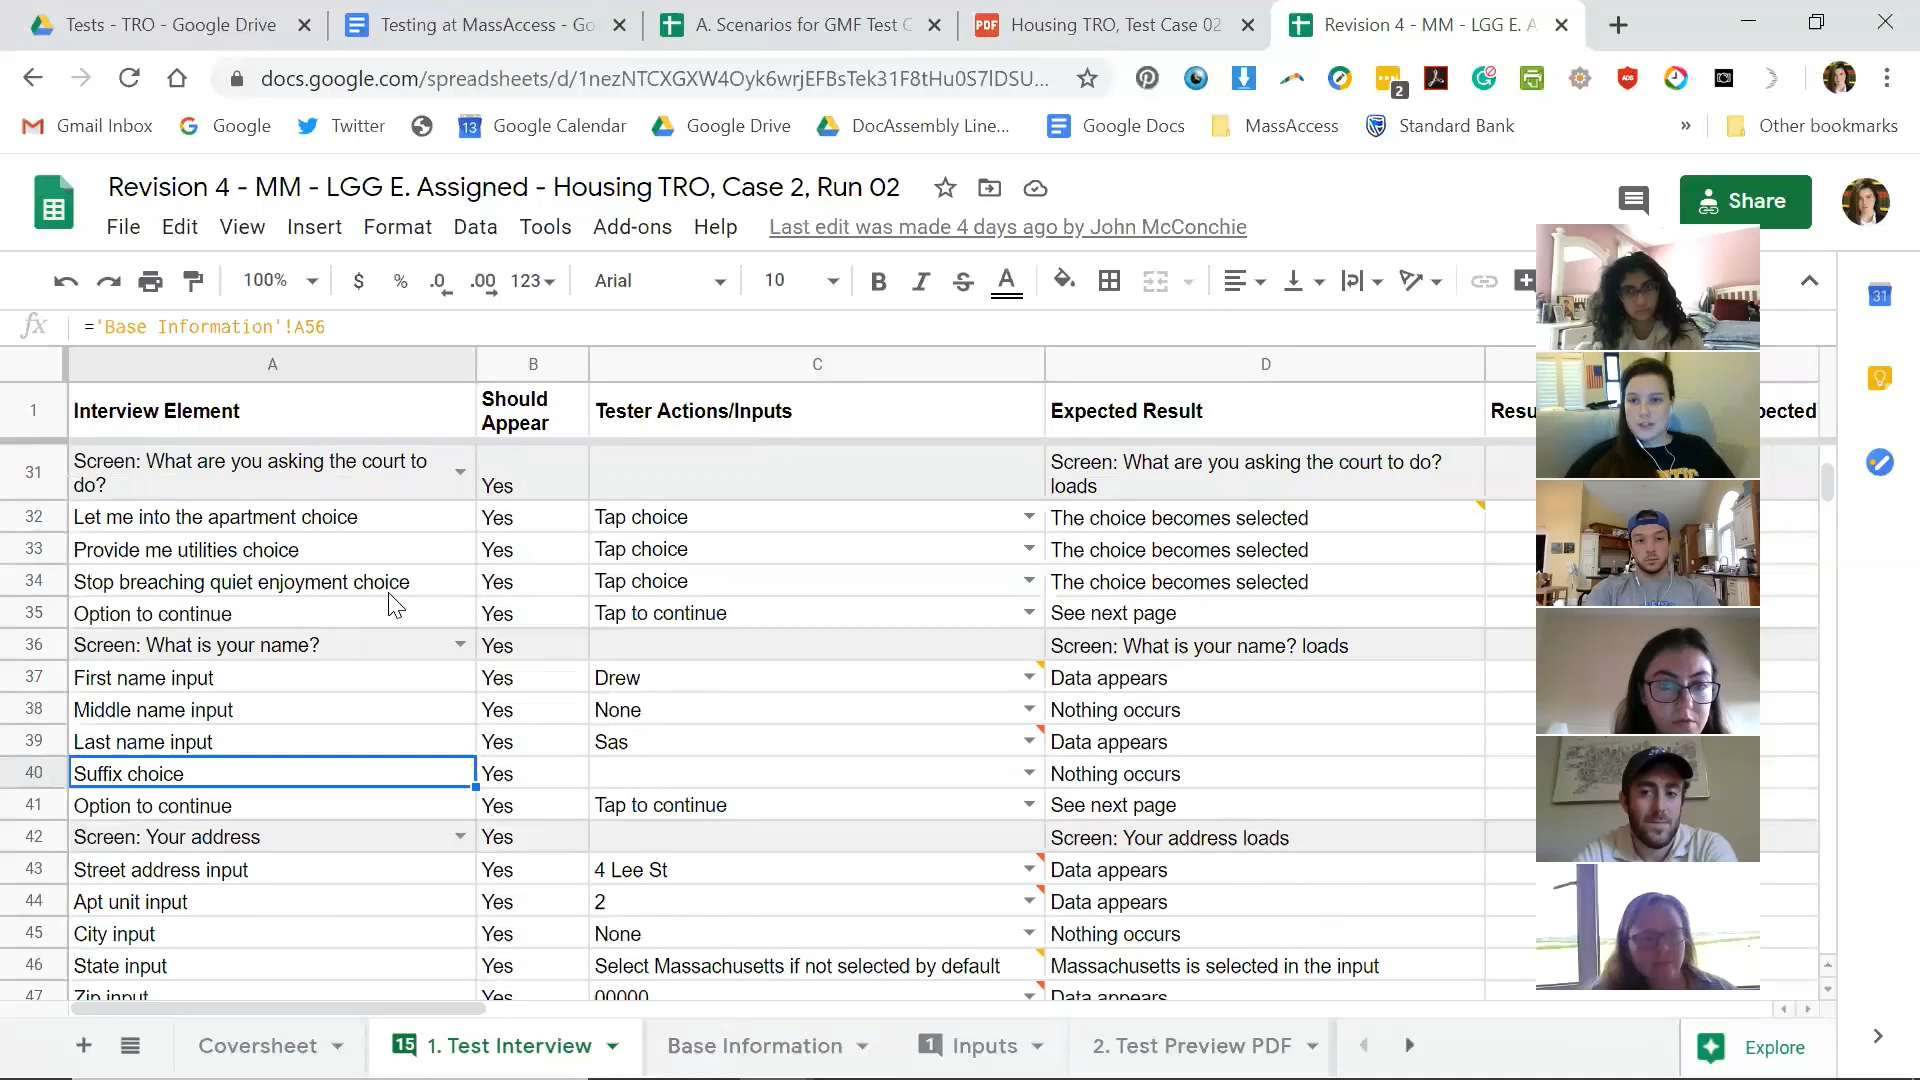 Tests - TRO - Google Drive
Testing at MassAccess - Go
A. Scenarios for GMF Test C
PDF Housing TRO, Test Case 02
Revision 4 - MM - LGG E. A
docs.google.com/spreadsheets/d/1nezNTCXGXW4Oyk6wrjEFBsTek31F8tHu0S7lDSU...
2
Gmail Inbox Google Twitter 13 Google Calendar Google Drive DocAssembly Line... Google Docs MassAccess Standard Bank » Other bookmarks
Revision 4 - MM - LGG E. Assigned - Housing TRO, Case 2, Run 02
Share
File Edit View Insert Format Data Tools Add-ons Help Last edit was made 4 days ago by John McConchie
100% $ % .0 .00 123 Arial 10 B I S A
31
fx ='Base Information'!A56
A B C D
1 Interview Element Should Appear Tester Actions/Inputs Expected Result Resu pected
31 Screen: What are you asking the court to do? Yes Screen: What are you asking the court to do? loads
32 Let me into the apartment choice Yes Tap choice The choice becomes selected
33 Provide me utilities choice Yes Tap choice The choice becomes selected
34 Stop breaching quiet enjoyment choice Yes Tap choice The choice becomes selected
35 Option to continue Yes Tap to continue See next page
36 Screen: What is your name? Yes Screen: What is your name? loads
37 First name input Yes Drew Data appears
38 Middle name input Yes None Nothing occurs
39 Last name input Yes Sas Data appears
40 Suffix choice Yes Nothing occurs
41 Option to continue Yes Tap to continue See next page
42 Screen: Your address Yes Screen: Your address loads
43 Street address input Yes 4 Lee St Data appears
44 Apt unit input Yes 2 Data appears
45 City input Yes None Nothing occurs
46 State input Yes Select Massachusetts if not selected by default Massachusetts is selected in the input
47 Zip input Yes 00000 Data appears
+ Coversheet 15 1. Test Interview Base Information 1 Inputs 2. Test Preview PDF Explore